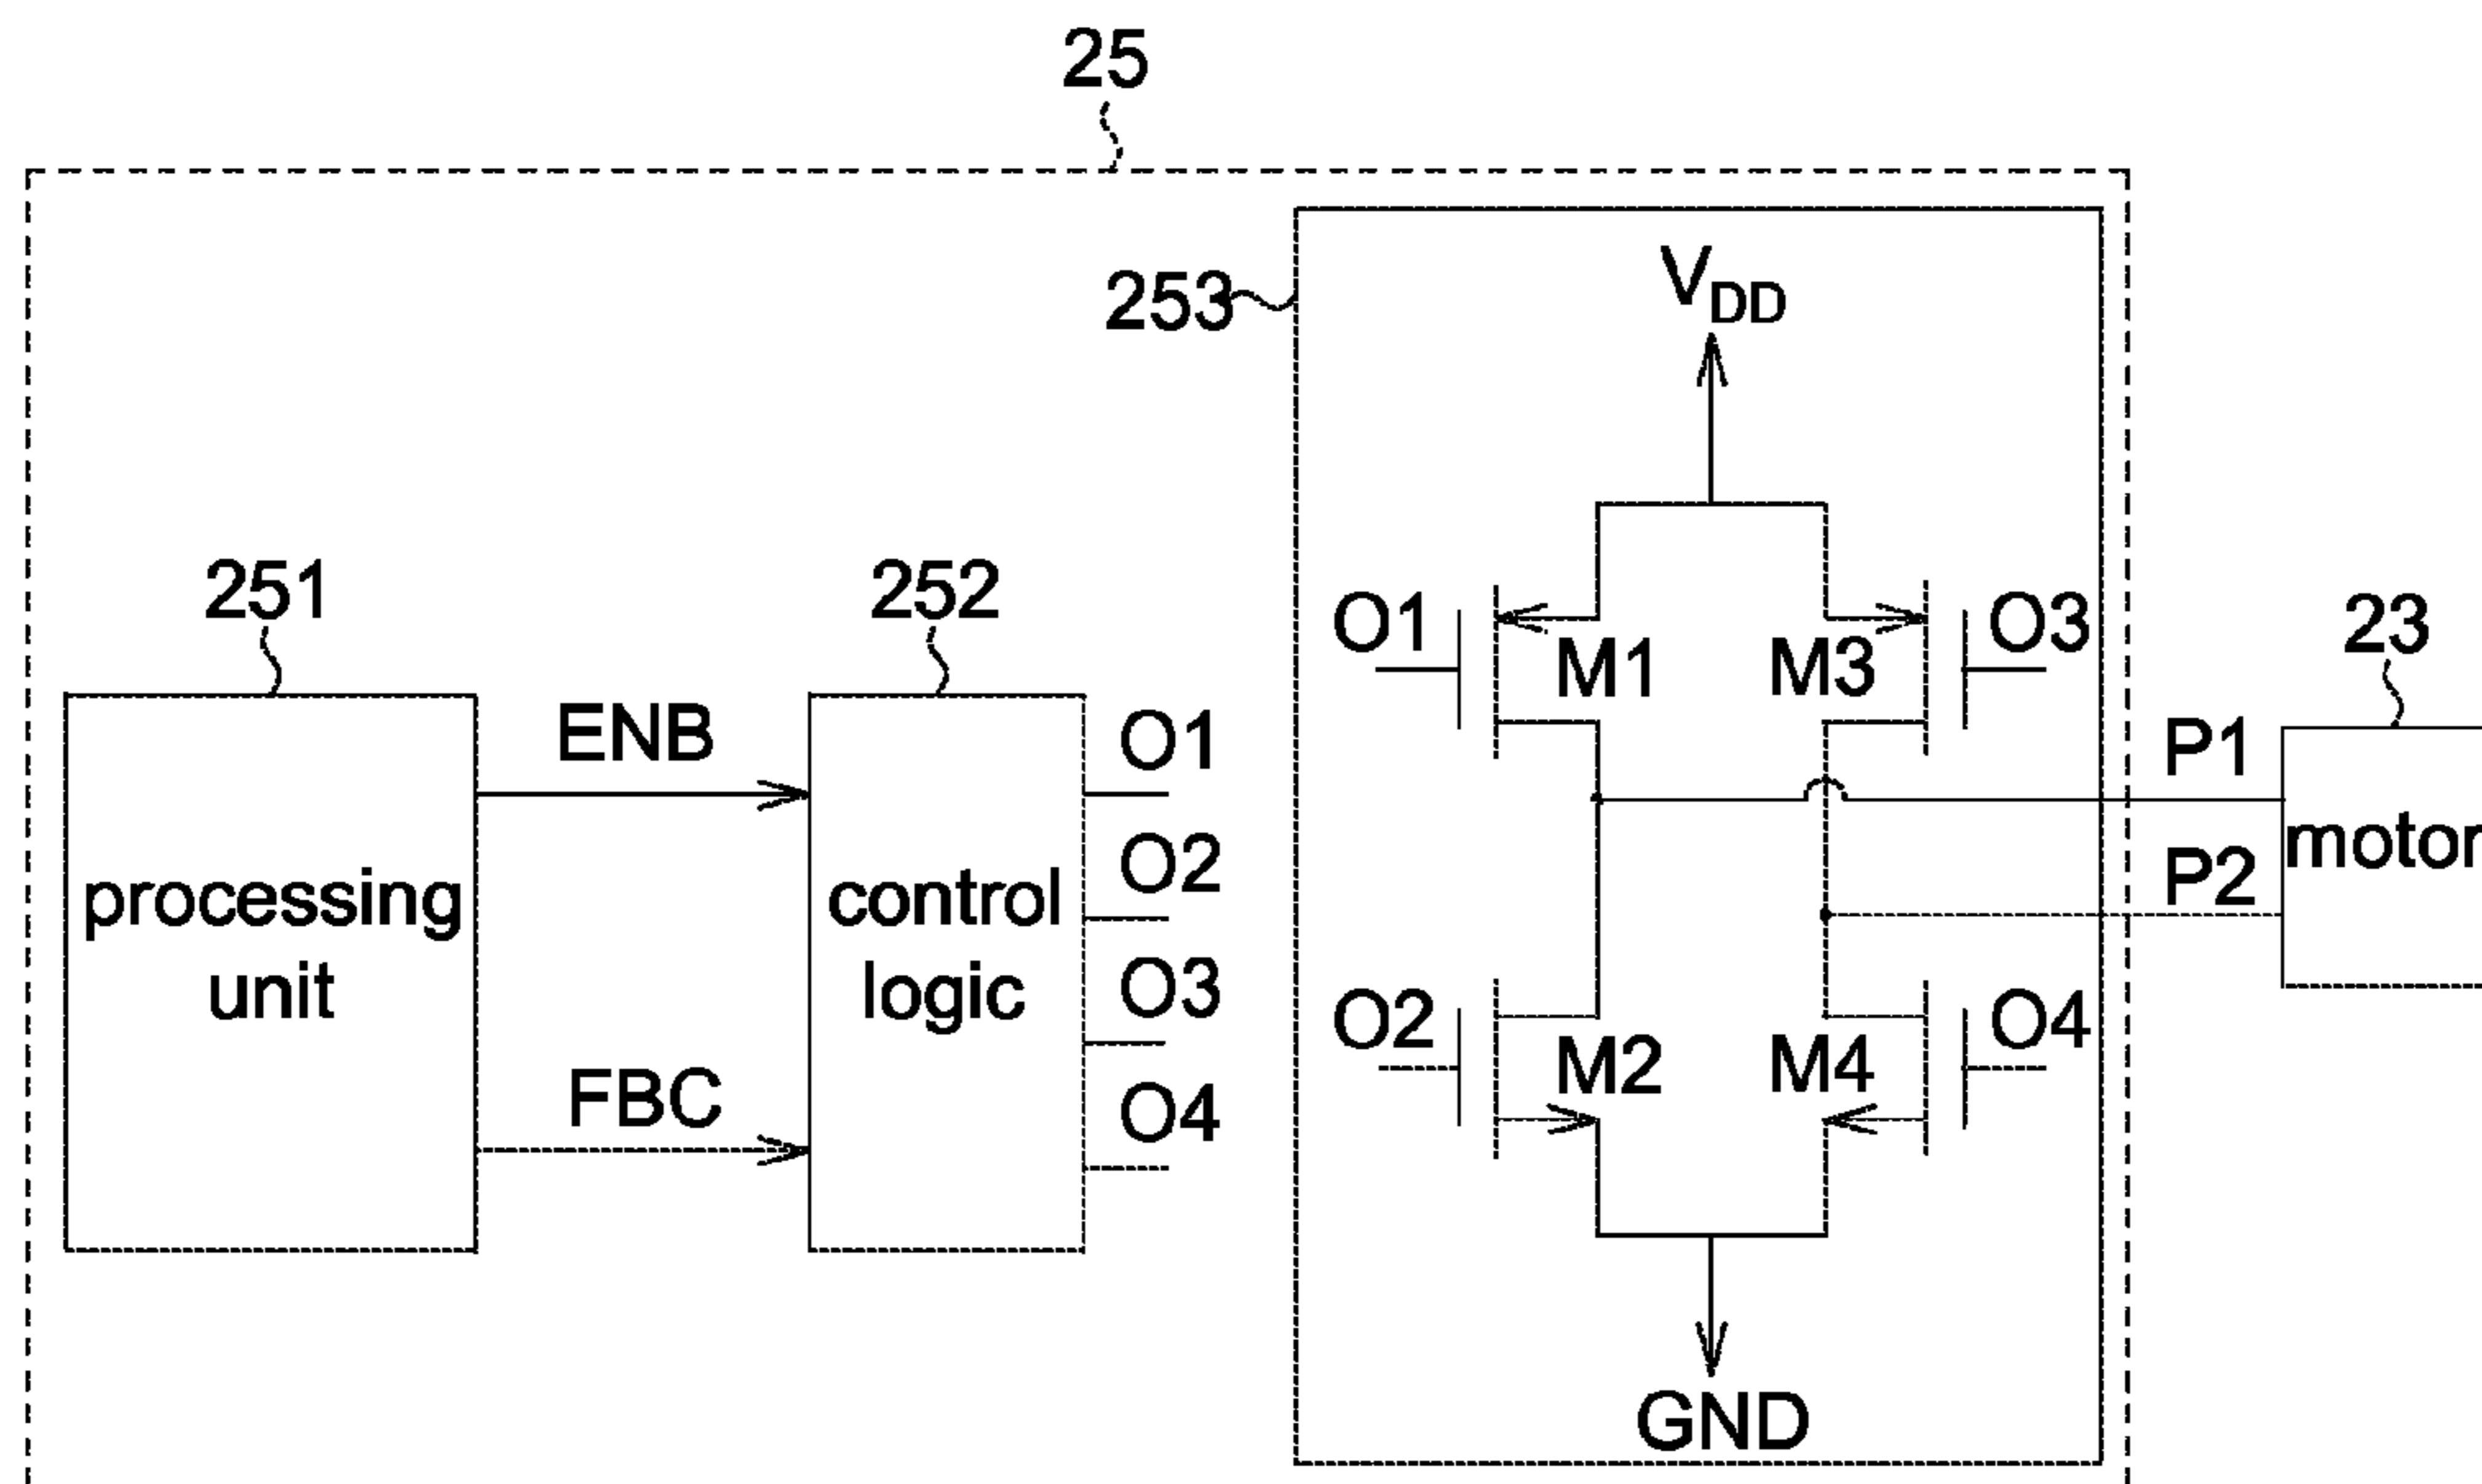 25
253
VDD
251
252
O1
M1
M3
O3
23
ENB
O1
P1
processing
unit
control
logic
O2
motor
P2
O3
O2
M2
M4
O4
FBC
O4
GND